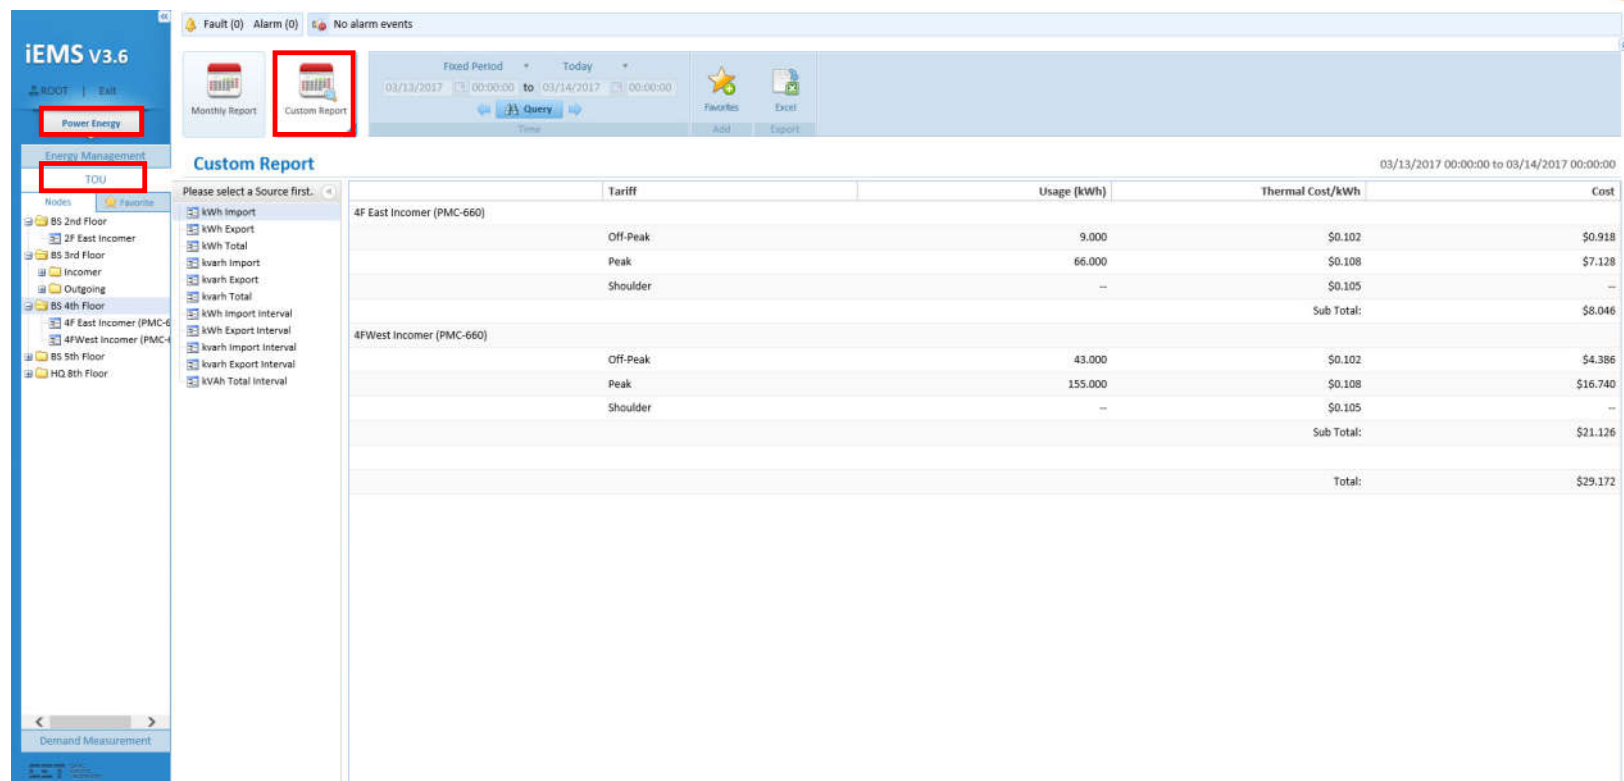 Fault (0) Alarm (0) No alarm events
iEMS V3.6
ROOT | Exit
Power Energy
Energy Management
TOU
Nodes Favorite
BS 2nd Floor
2F East Incomer
BS 3rd Floor
Incomer
Outgoing
BS 4th Floor
4F East Incomer (PMC-6
4FWest Incomer (PMC-6
BS 5th Floor
HQ 8th Floor
Demand Measurement
Monthly Report
Custom Report
Fixed Period Today
03/13/2017 00:00:00 to 03/14/2017 00:00:00
Query
Time
Favorites
Add
Excel
Export
Custom Report
03/13/2017 00:00:00 to 03/14/2017 00:00:00
Please select a Source first.
kWh Import
kWh Export
kWh Total
kvarh Import
kvarh Export
kvarh Total
kWh Import Interval
kWh Export Interval
kvarh Import Interval
kvarh Export Interval
kVAh Total Interval
Tariff Usage (kWh) Thermal Cost/kWh Cost
4F East Incomer (PMC-660)
Off-Peak 9.000 $0.102 $0.918
Peak 66.000 $0.108 $7.128
Shoulder -- $0.105 --
Sub Total: $8.046
4FWest Incomer (PMC-660)
Off-Peak 43.000 $0.102 $4.386
Peak 155.000 $0.108 $16.740
Shoulder -- $0.105 --
Sub Total: $21.126
Total: $29.172